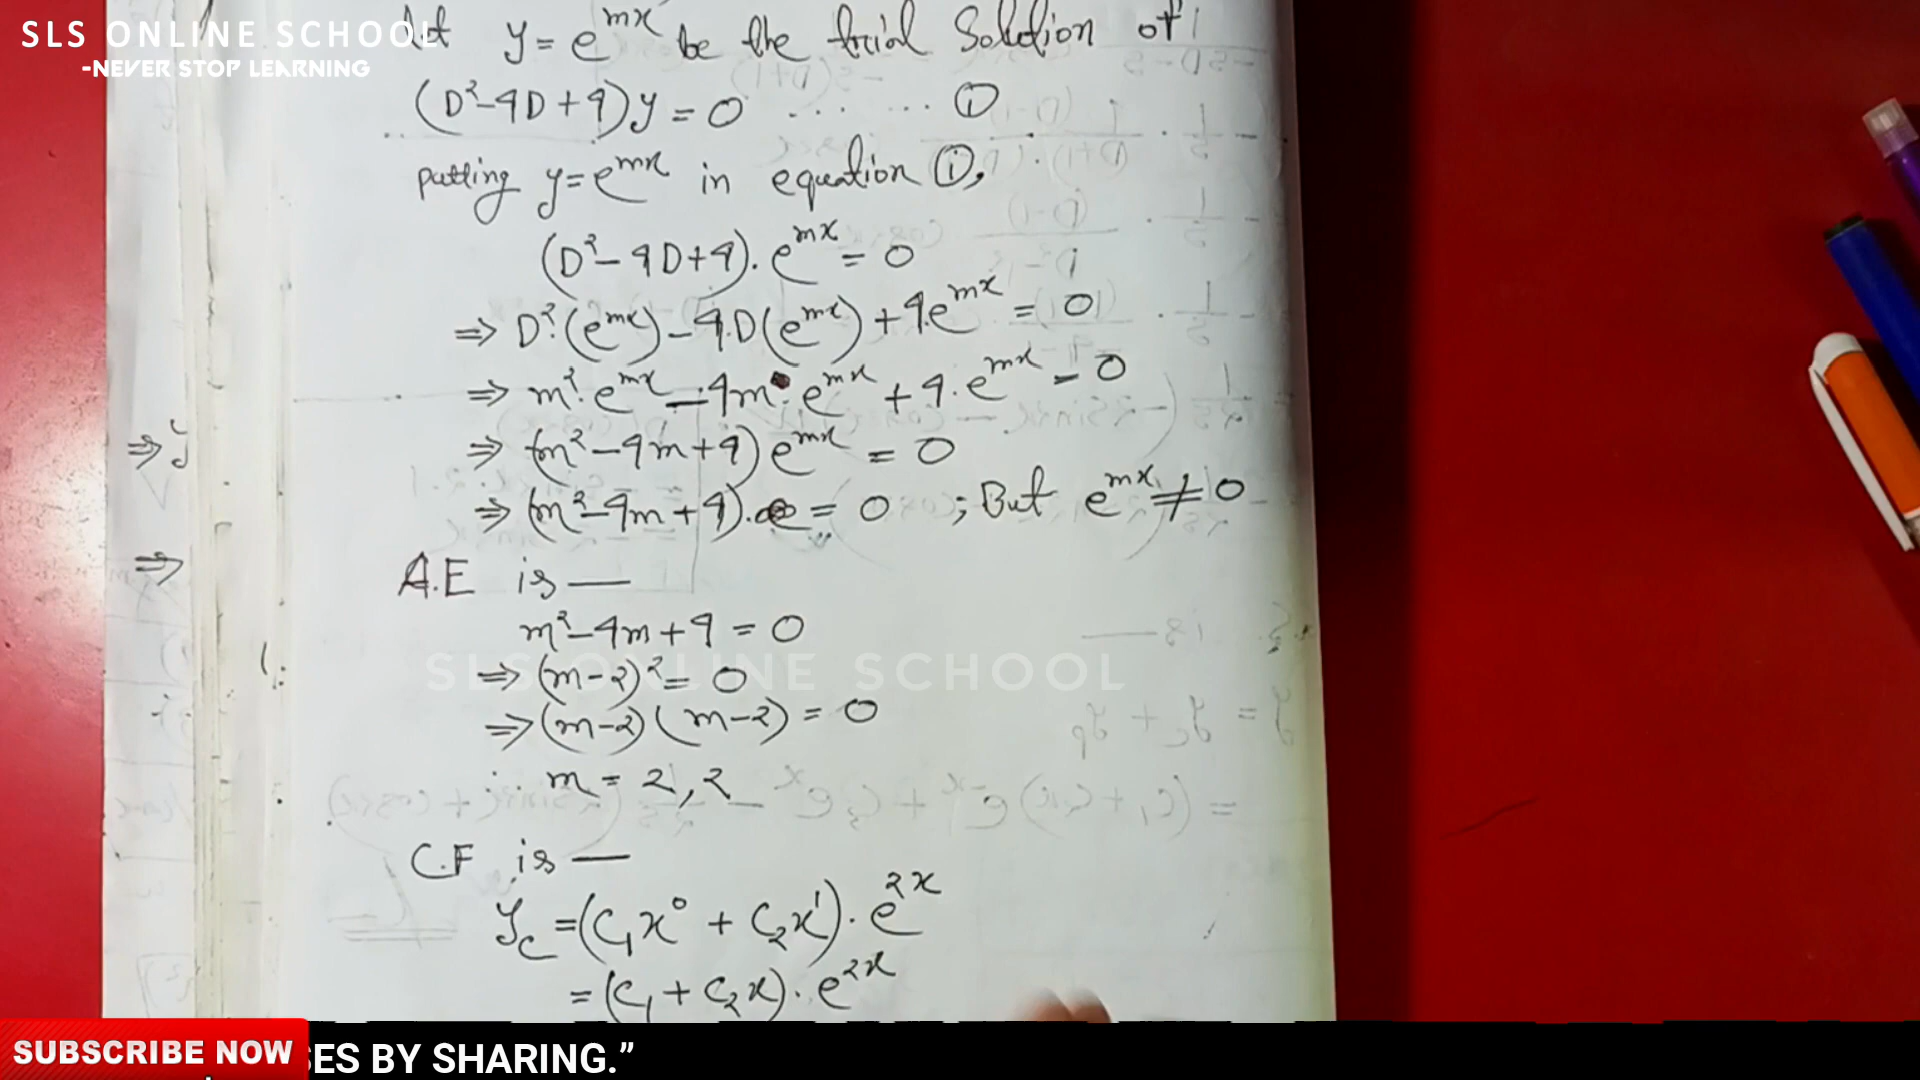 SLS ONLINE SCHOOL
-NEVER STOP LEARNING
Let y = e^mx be the trial Solution of
(D²-4D+4)y = 0 ... ... ①
putting y=e^mx in equation ①,
(D²-4D+4). e^mx = 0
⇒ D².(e^mx) - 4.D(e^mx) + 4.e^mx = 0
⇒ m².e^mx - 4m.e^mx + 4.e^mx = 0
⇒ (m²-4m+4) e^mx = 0
⇒ (m²-4m+4). = 0 ; But e^mx ≠ 0
⇒ y
⇒
A.E is —
m²-4m+4 = 0
SLS ONLINE SCHOOL
⇒ (m-2)² = 0
⇒ (m-2)(m-2) = 0
∴ m = 2,2
C.F is —
y_c = (C₁x⁰ + C₂x¹). e^2x
= (C₁ + C₂x). e^2x
SUBSCRIBE NOW
SES BY SHARING.”